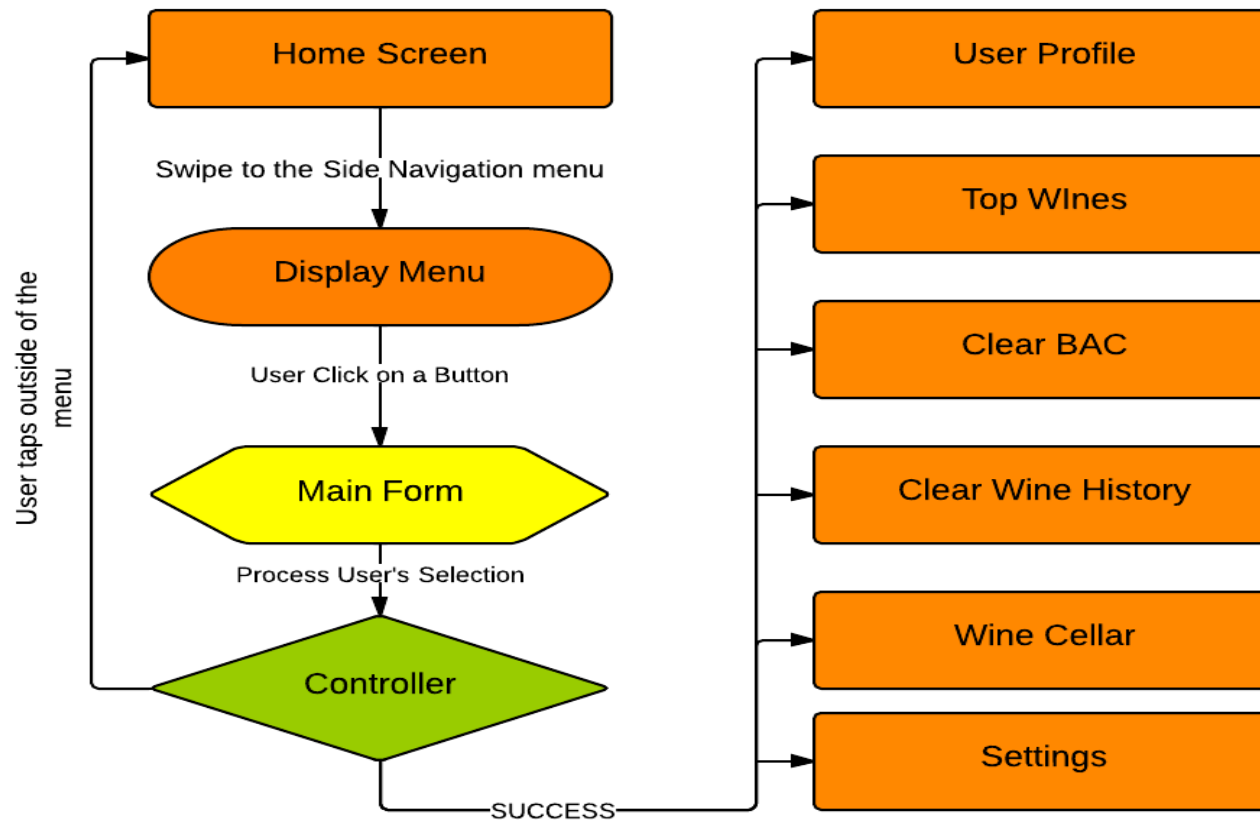 Home Screen
Swipe to the Side Navigation menu
Display Menu
User Click on a Button
Main Form
Process User's Selection
Controller
User taps outside of the
menu
SUCCESS
User Profile
Top WInes
Clear BAC
Clear Wine History
Wine Cellar
Settings